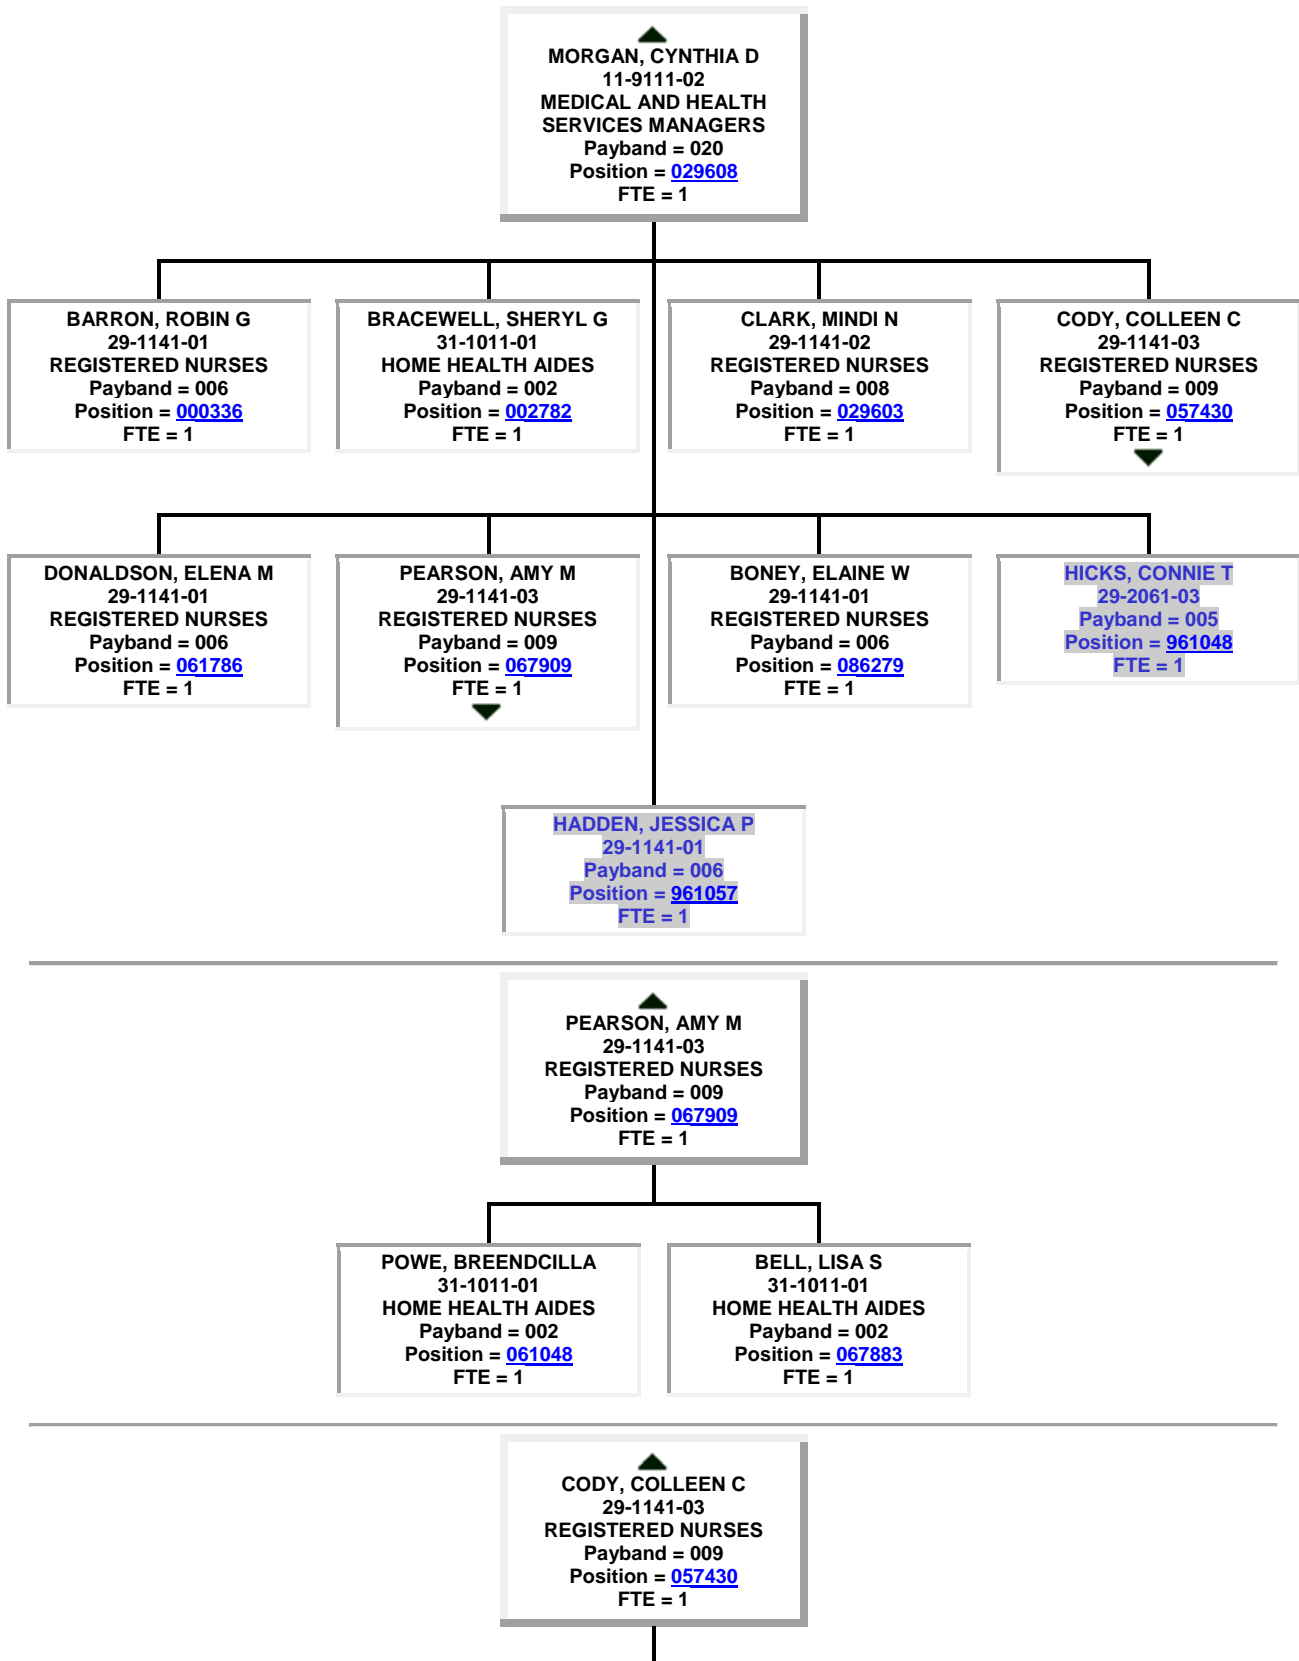 MORGAN, CYNTHIA D
11-9111-02
MEDICAL AND HEALTH
SERVICES MANAGERS
Payband = 020
Position = 029608
FTE = 1
BARRON, ROBIN G
29-1141-01
REGISTERED NURSES
Payband = 006
Position = 000336
FTE = 1
BRACEWELL, SHERYL G
31-1011-01
HOME HEALTH AIDES
Payband = 002
Position = 002782
FTE = 1
CLARK, MINDI N
29-1141-02
REGISTERED NURSES
Payband = 008
Position = 029603
FTE = 1
CODY, COLLEEN C
29-1141-03
REGISTERED NURSES
Payband = 009
Position = 057430
FTE = 1
DONALDSON, ELENA M
29-1141-01
REGISTERED NURSES
Payband = 006
Position = 061786
FTE = 1
PEARSON, AMY M
29-1141-03
REGISTERED NURSES
Payband = 009
Position = 067909
FTE = 1
BONEY, ELAINE W
29-1141-01
REGISTERED NURSES
Payband = 006
Position = 086279
FTE = 1
HICKS, CONNIE T
29-2061-03
Payband = 005
Position = 961048
FTE = 1
HADDEN, JESSICA P
29-1141-01
Payband = 006
Position = 961057
FTE = 1
PEARSON, AMY M
29-1141-03
REGISTERED NURSES
Payband = 009
Position = 067909
FTE = 1
POWE, BREENDCILLA
31-1011-01
HOME HEALTH AIDES
Payband = 002
Position = 061048
FTE = 1
BELL, LISA S
31-1011-01
HOME HEALTH AIDES
Payband = 002
Position = 067883
FTE = 1
CODY, COLLEEN C
29-1141-03
REGISTERED NURSES
Payband = 009
Position = 057430
FTE = 1